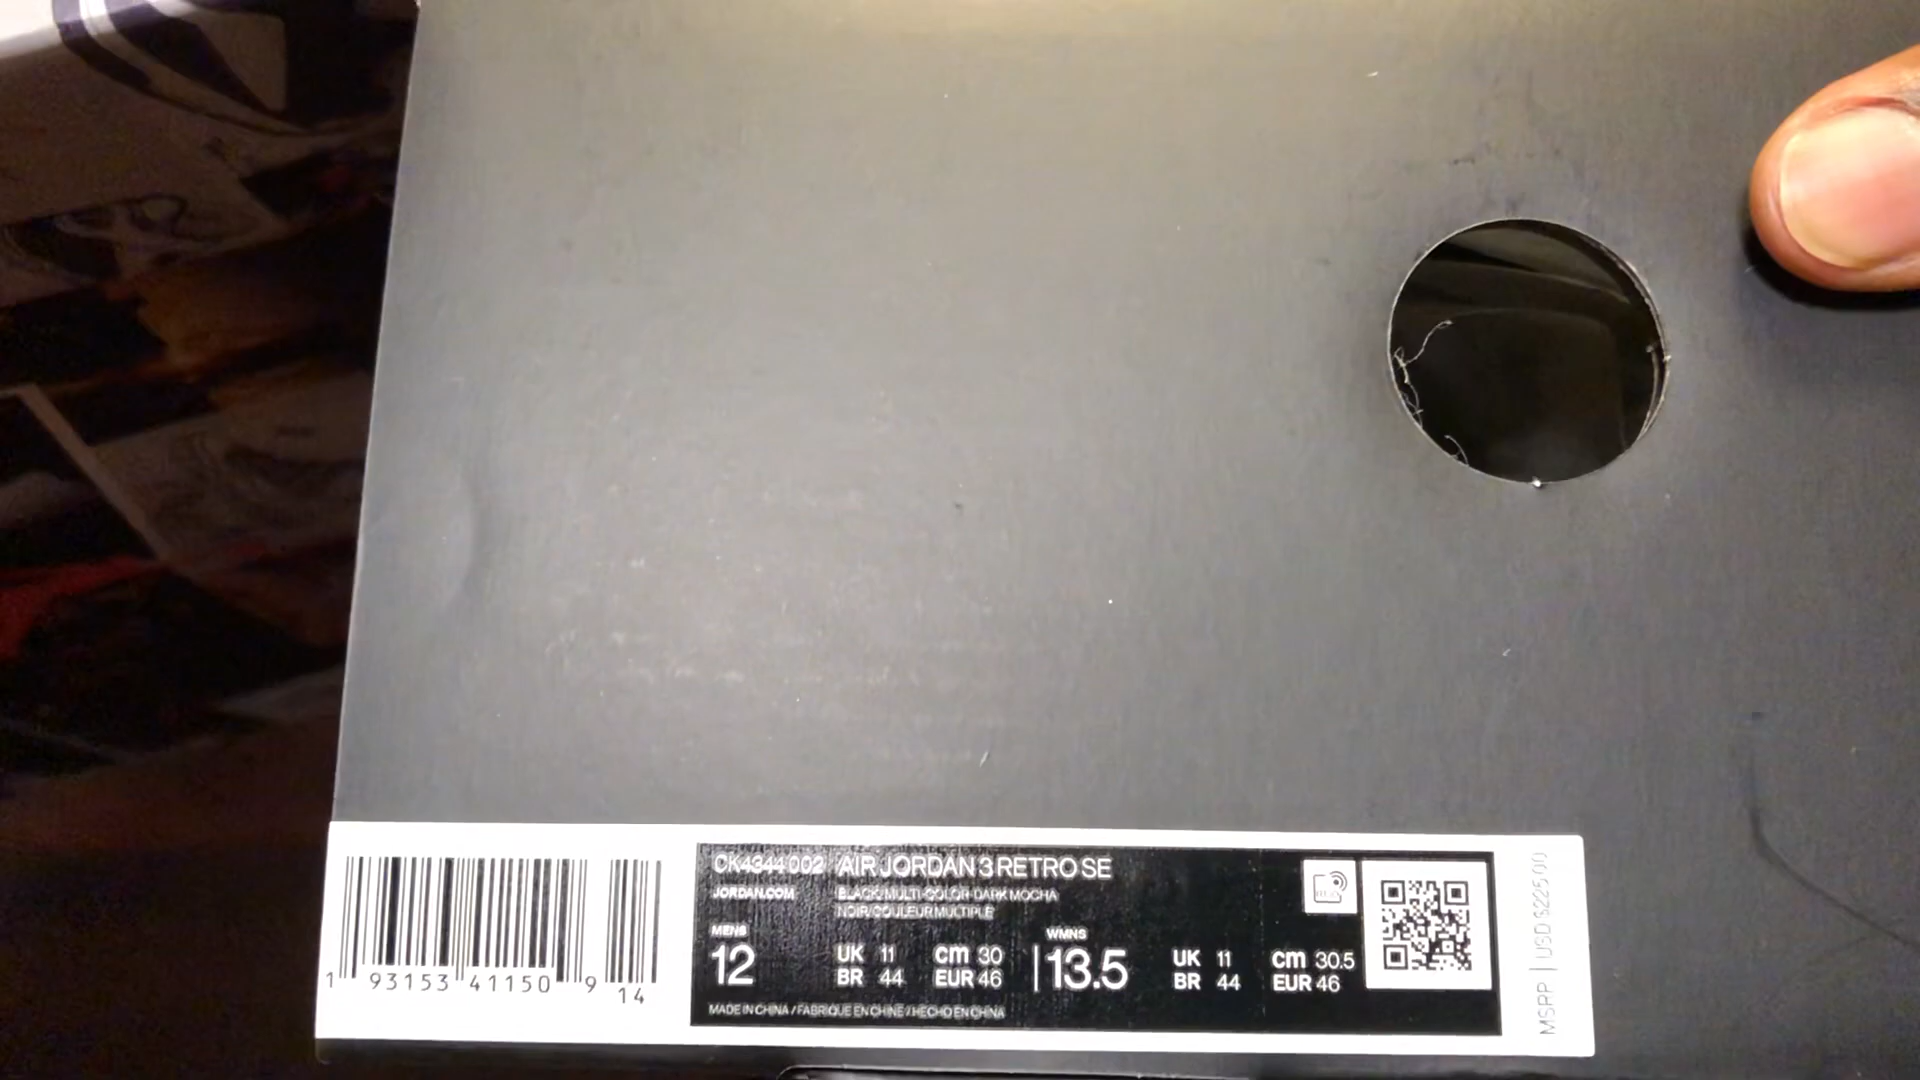 CK4344 002 AIR JORDAN 3 RETRO SE
JORDAN.COM BLACK/MULTI-COLOR-DARK MOCHA
NOIR/COULEUR MULTIPLE
MENS
12
UK 11 cm 30
BR 44 EUR 46
WMNS
13.5
UK 11 cm 30.5
BR 44 EUR 46
MADE IN CHINA / FABRIQUE EN CHINE / HECHO EN CHINA
1 93153 41150 9
14
MSRP | USD $225.00